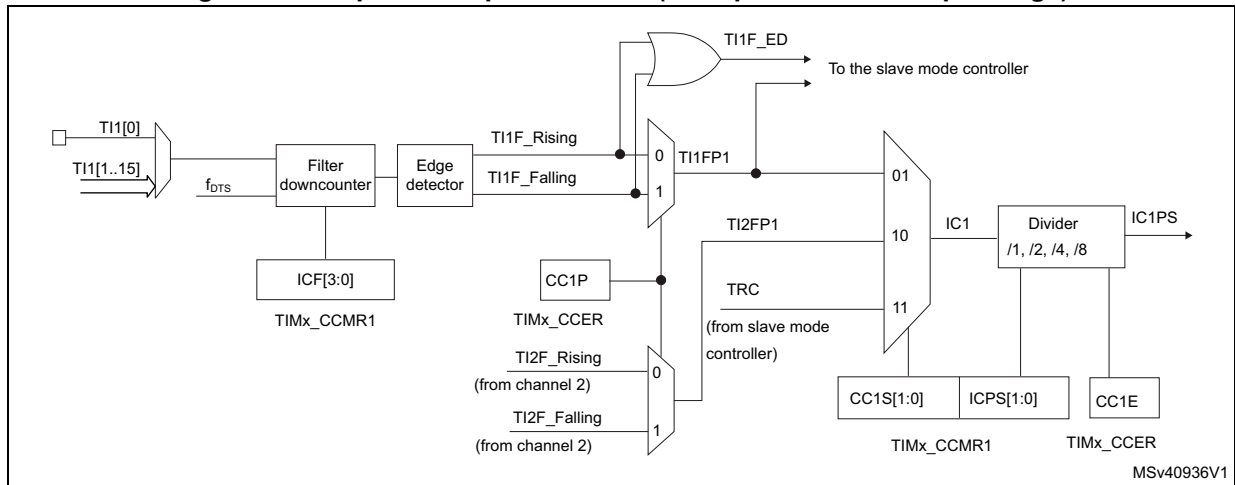 TI1F_ED
To the slave mode controller
TI1[0]
TI1[1..15]
fDTS
Filter
downcounter
Edge
detector
TI1F_Rising
TI1F_Falling
0
1
TI1FP1
01
TI2FP1
10
IC1
Divider
/1, /2, /4, /8
IC1PS
ICF[3:0]
TIMx_CCMR1
CC1P
TIMx_CCER
TRC
11
(from slave mode
controller)
TI2F_Rising
0
(from channel 2)
TI2F_Falling
1
(from channel 2)
CC1S[1:0]
ICPS[1:0]
CC1E
TIMx_CCMR1
TIMx_CCER
MSv40936V1